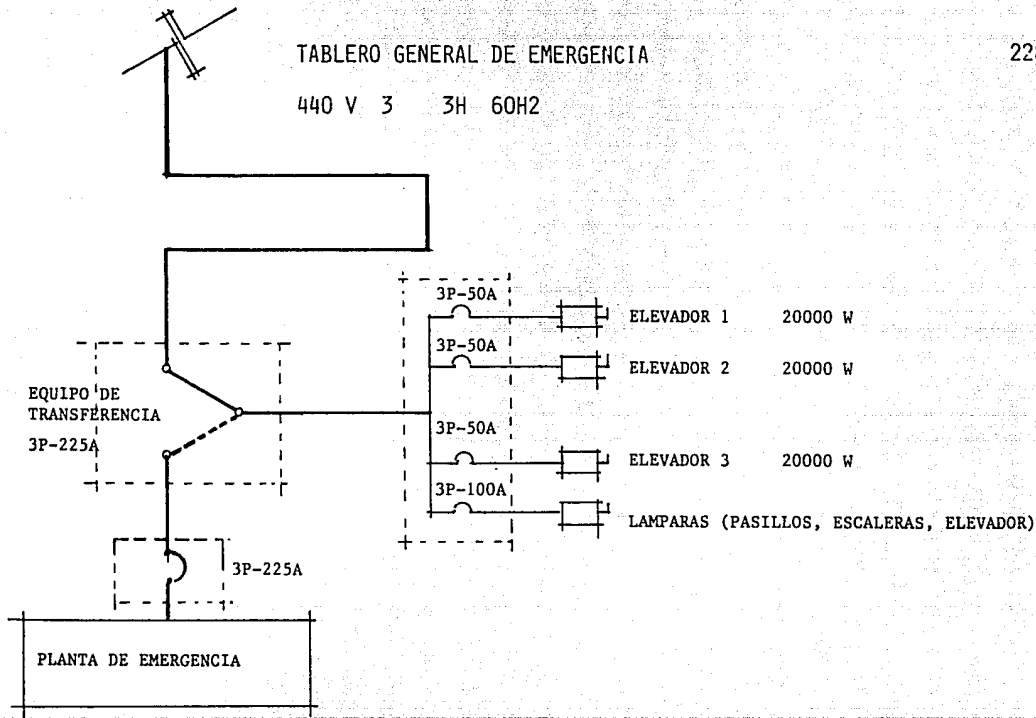 TABLERO GENERAL DE EMERGENCIA
440 V 3 3H 60H2
3P-50A
ELEVADOR 1 20000 W
3P-50A
ELEVADOR 2 20000 W
EQUIPO DE
TRANSFERENCIA
3P-225A
3P-50A
ELEVADOR 3 20000 W
3P-100A
LAMPARAS (PASILLOS, ESCALERAS, ELEVADOR)
3P-225A
PLANTA DE EMERGENCIA